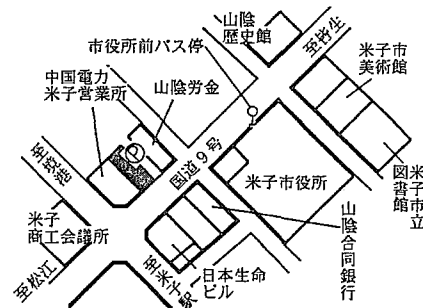 山陰
歴史館
至皆生
市役所前バス停
米子市
美術館
中国電力
米子営業所
山陰労金
P
国道9号
至境港
米子市役所
米子市立
図書館
米子
商工会議所
山陰合同銀行
至松江
至米子駅
日本生命
ビル